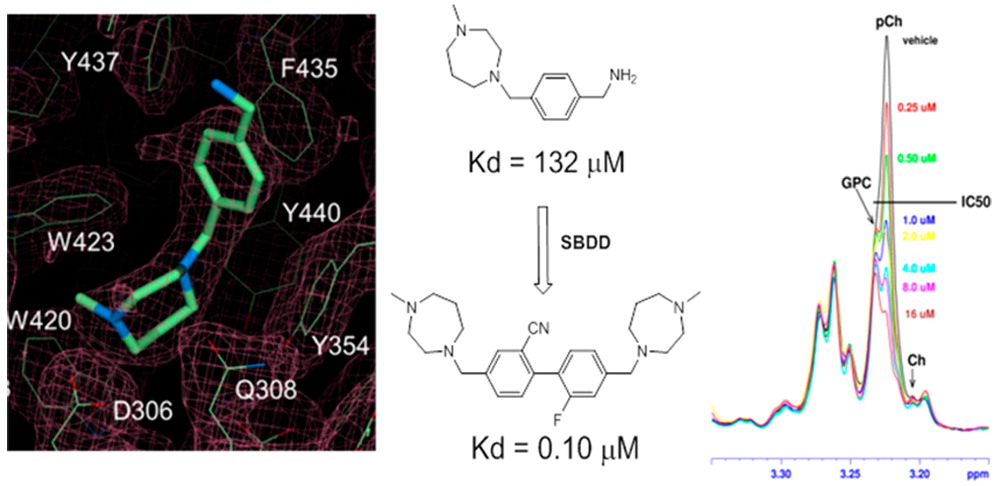 Y437
F435
Y440
W423
W420
Y354
Q308
D306
N
N
NH2
Kd = 132 μM
SBDD
N
N
CN
N
N
F
Kd = 0.10 μM
pCh
vehicle
0.25 uM
0.50 uM
GPC
IC50
1.0 uM
2.0 uM
4.0 uM
8.0 uM
16 uM
Ch
3.30 3.25 3.20 ppm